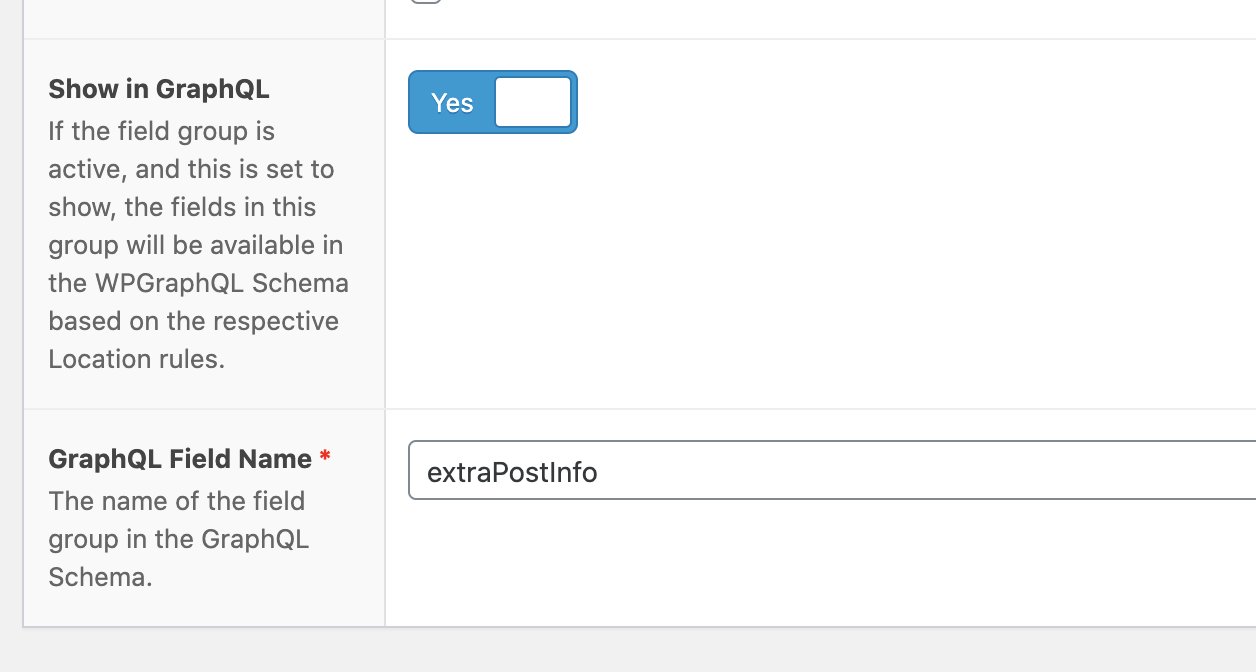 Show in GraphQL
Yes
If the field group is
active, and this is set to
show, the fields in this
group will be available in
the WPGraphQL Schema
based on the respective
Location rules.
GraphQL Field Name *
extraPostInfo
The name of the field
group in the GraphQL
Schema.